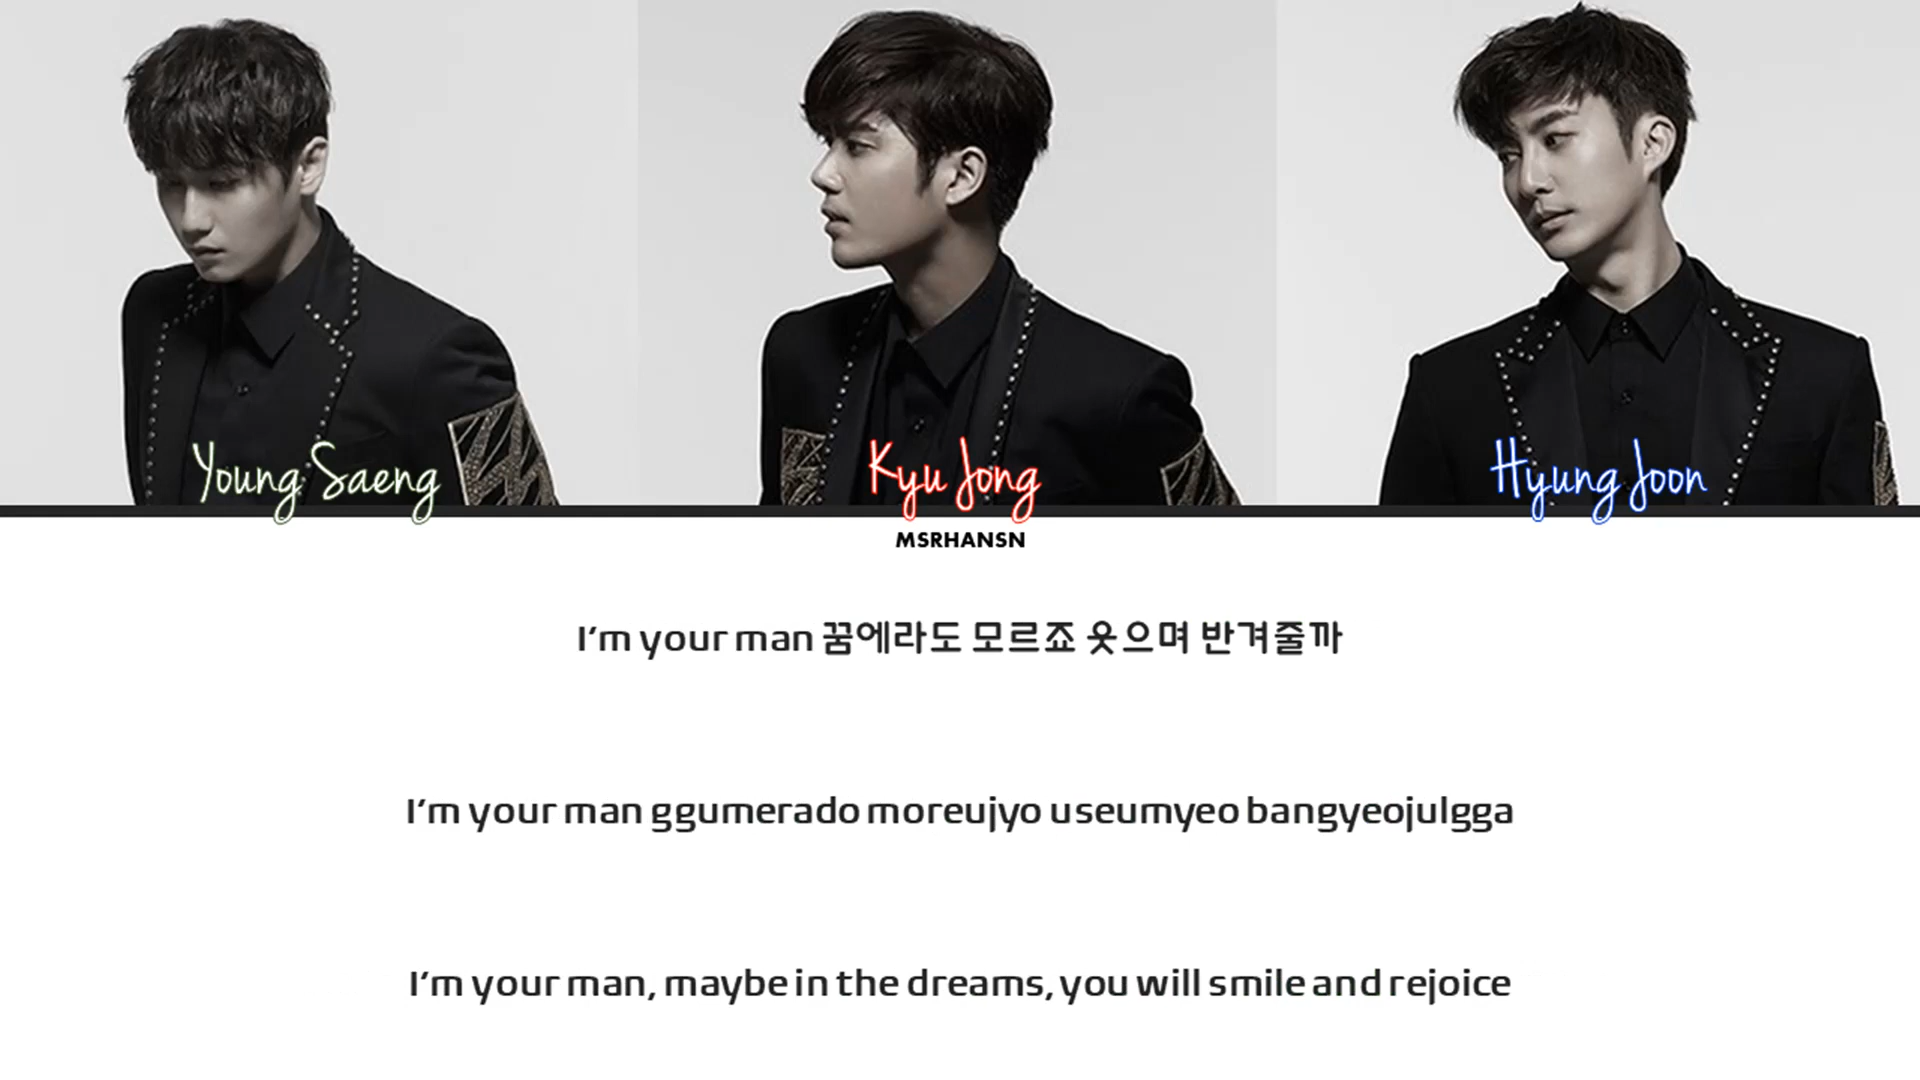 Young Saeng
Kyu Jong
Hyung Joon
MSRHANSN
I'm your man 꿈에라도 모르죠 웃으며 반겨줄까
I'm your man ggumerado moreujyo useumyeo bangyeojulgga
I'm your man, maybe in the dreams, you will smile and rejoice